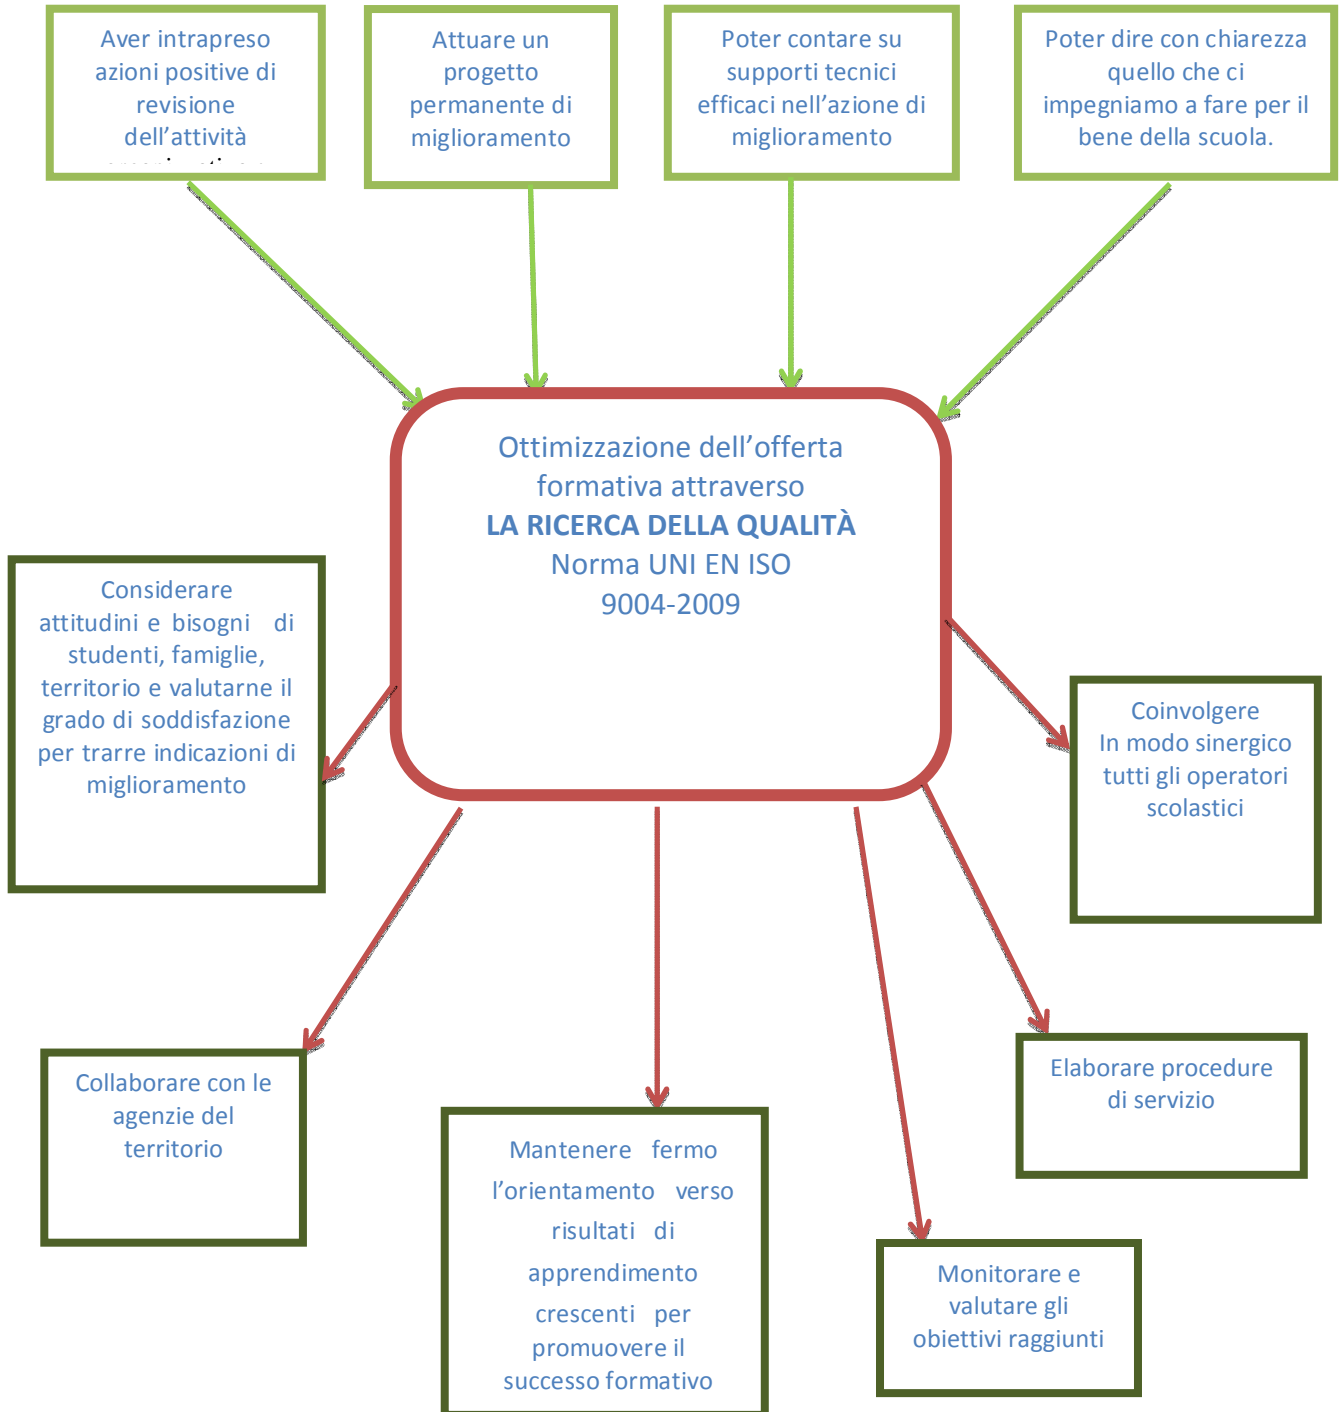 Aver intrapreso
azioni positive di
revisione
dell’attività
Attuare un
progetto
permanente di
miglioramento
Poter contare su
supporti tecnici
efficaci nell’azione di
miglioramento
Poter dire con chiarezza
quello che ci
impegniamo a fare per il
bene della scuola.
Ottimizzazione dell’offerta
formativa attraverso
LA RICERCA DELLA QUALITÀ
Norma UNI EN ISO
9004-2009
Considerare
attitudini e bisogni di
studenti, famiglie,
territorio e valutarne il
grado di soddisfazione
per trarre indicazioni di
miglioramento
Coinvolgere
In modo sinergico
tutti gli operatori
scolastici
Collaborare con le
agenzie del
territorio
Mantenere fermo
l’orientamento verso
risultati di
apprendimento
crescenti per
promuovere il
successo formativo
Elaborare procedure
di servizio
Monitorare e
valutare gli
obiettivi raggiunti